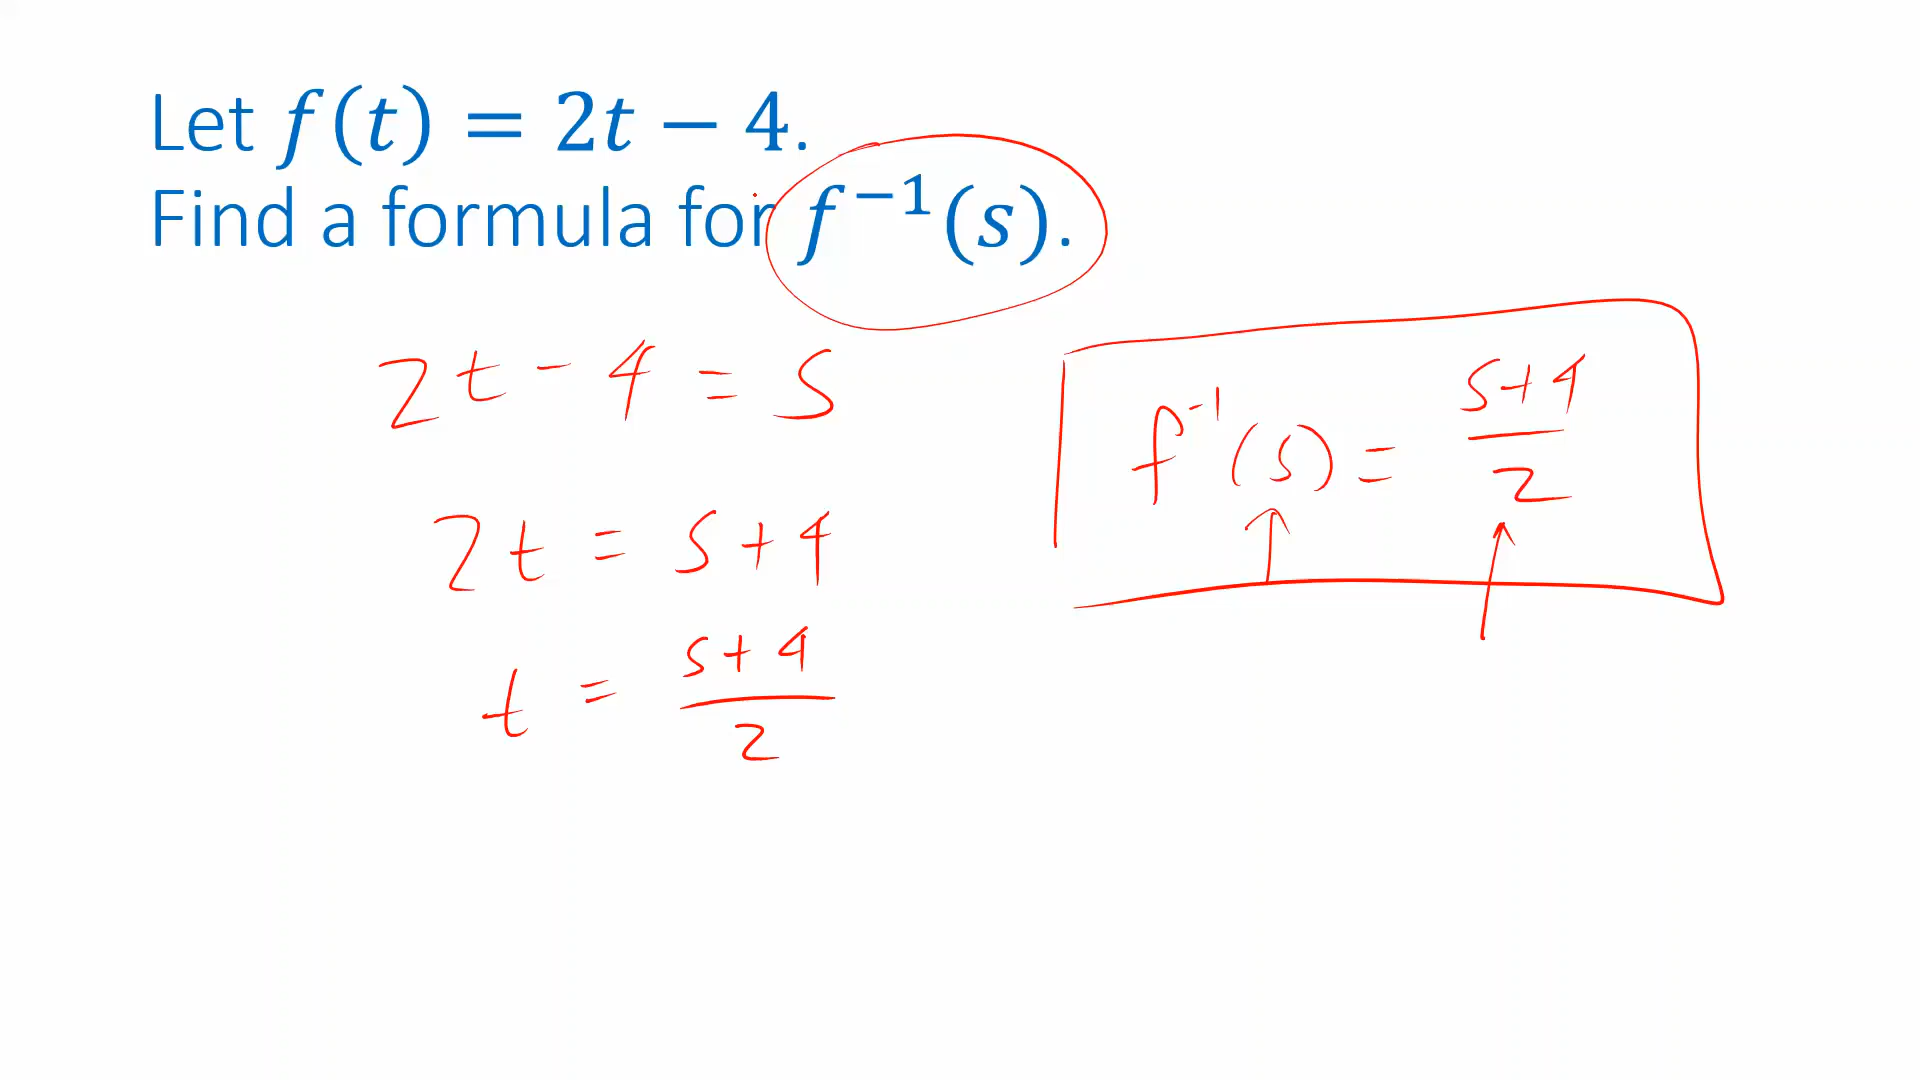 Let f(t) = 2t − 4.
Find a formula for f⁻¹(s).
2t - 4 = s
2t = s+4
t = (s+4)/2
f⁻¹(s) = (s+4)/2